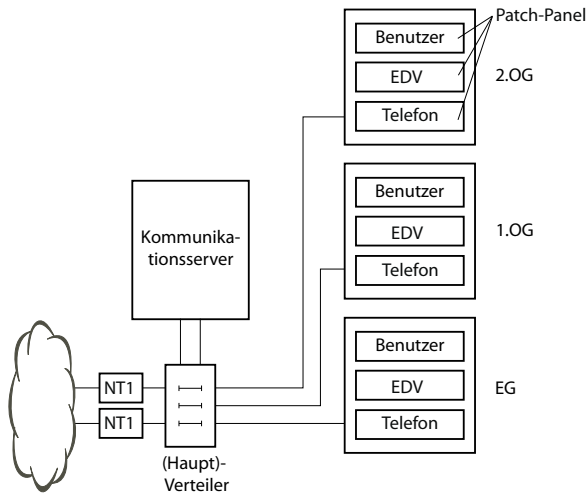 Patch-Panel
Benutzer
EDV
2.OG
Telefon
Benutzer
EDV
1.OG
Telefon
Kommunika-
tionsserver
Benutzer
EDV
EG
Telefon
NT1
NT1
(Haupt)-
Verteiler